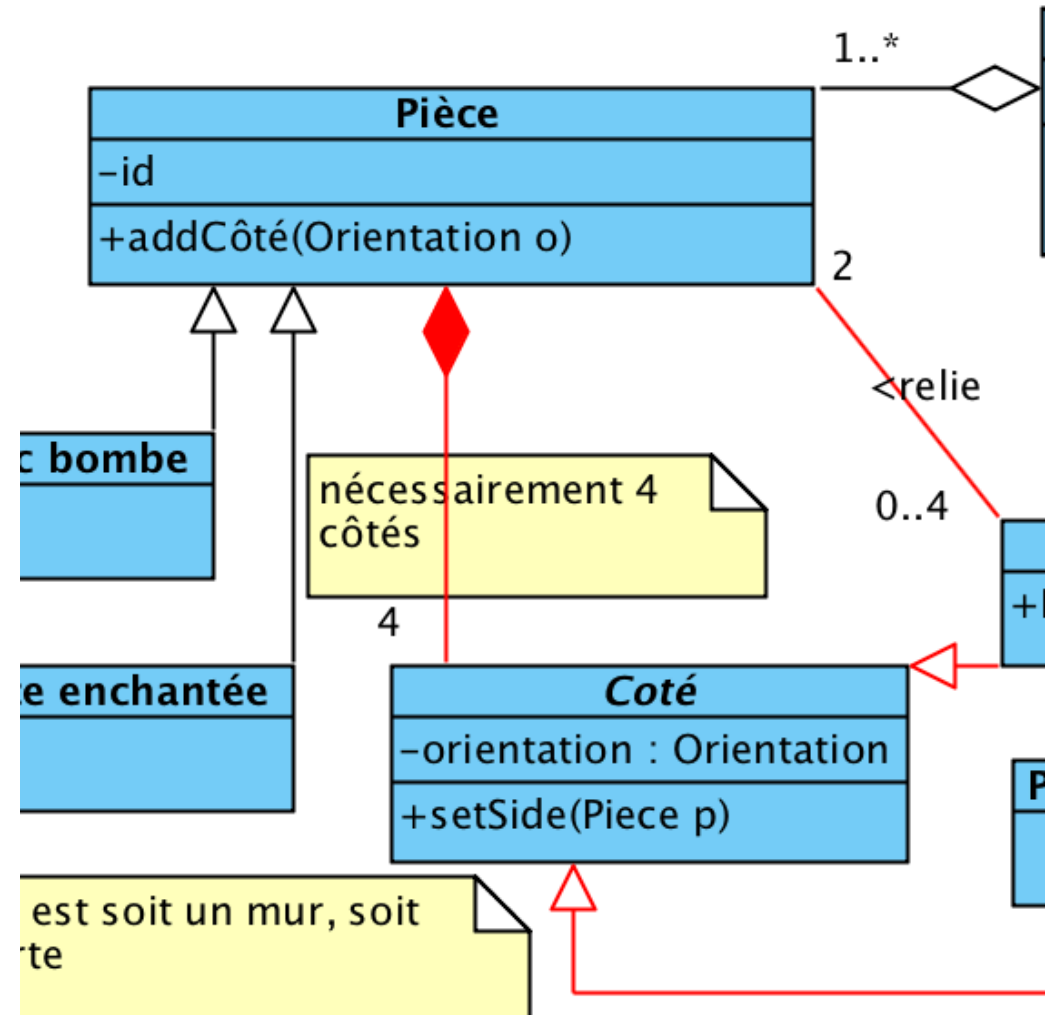 1..*
Pièce
-id
+addCôté(Orientation o)
2
<relie
c bombe
nécessairement 4
côtés
0..4
4
e enchantée
Coté
-orientation : Orientation
+setSide(Piece p)
P
est soit un mur, soit
rte